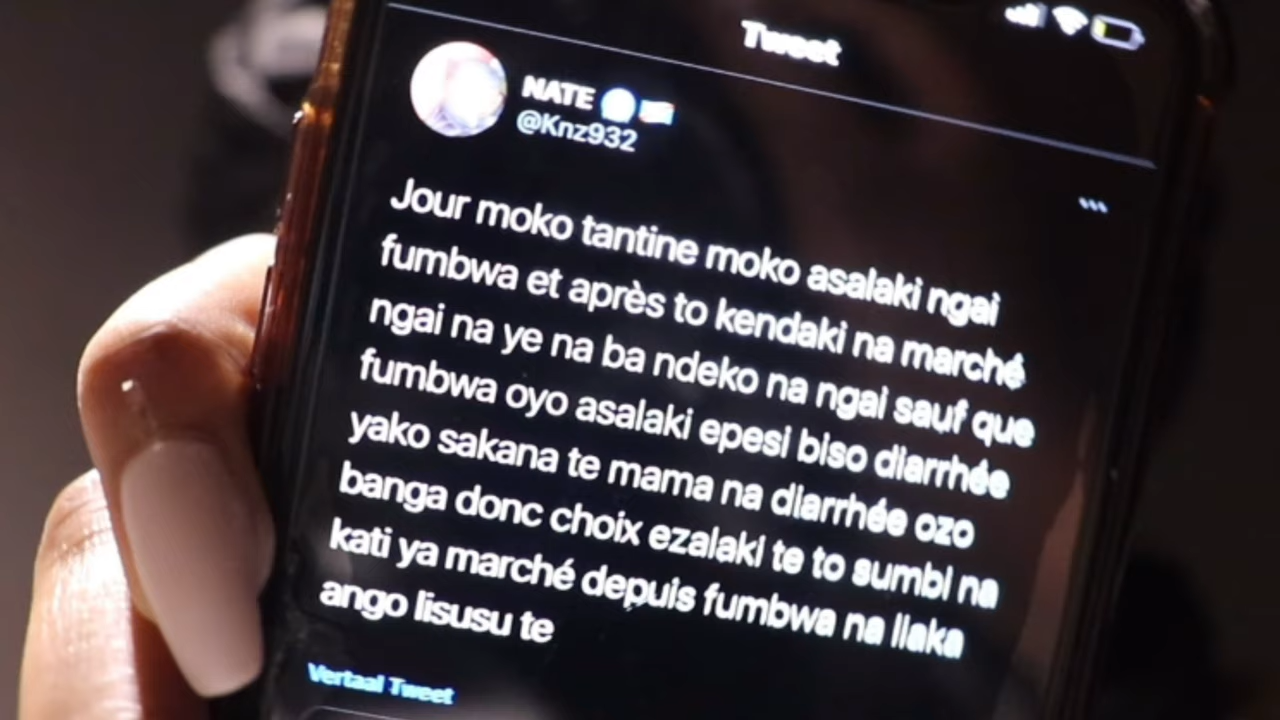 Tweet
NATE
@Knz932
Jour moko tantine moko asalaki ngai
fumbwa et après to kendaki na marché
ngai na ye na ba ndeko na ngai sauf que
fumbwa oyo asalaki epesi biso diarrhée
yako sakana te mama na diarrhée ozo
banga donc choix ezalaki te to sumbi na
kati ya marché depuis fumbwa na liaka
ango lisusu te
Vertaal Tweet